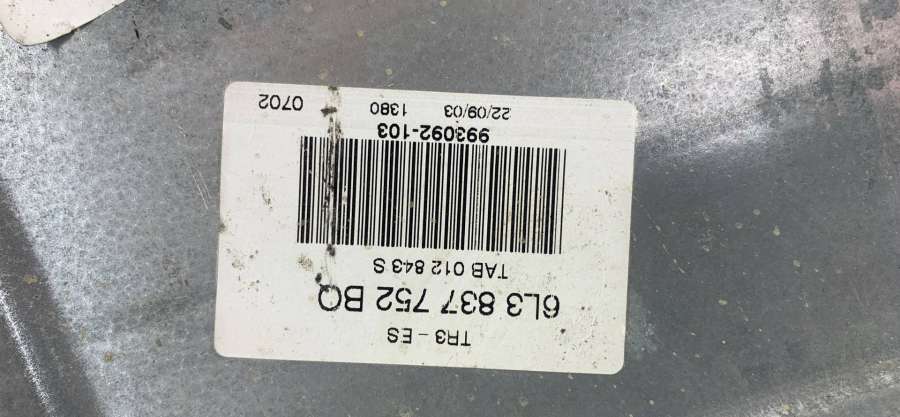 TR3 - ES
6L3 837 752 BQ
TAB 012 843 S
993092-103
22/09/03 1380 0702